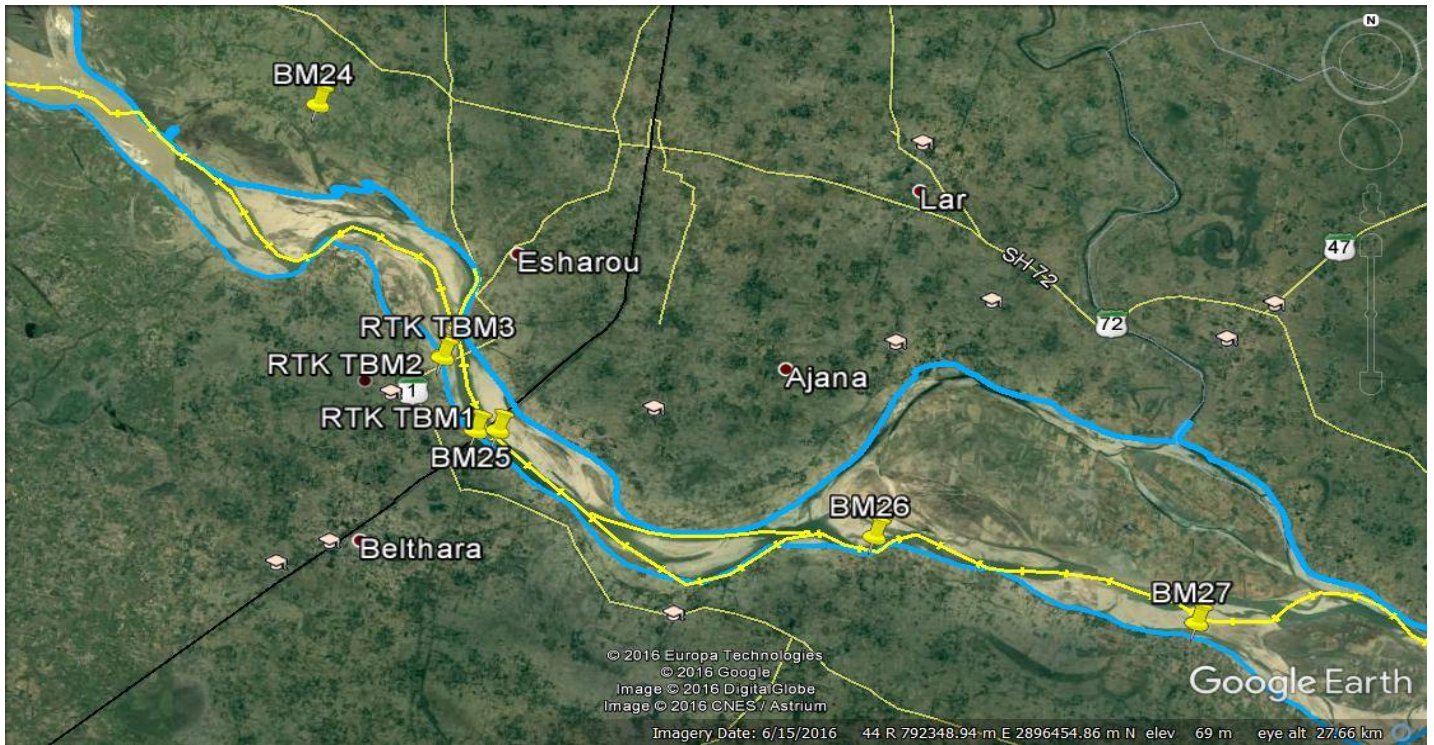 N
BM24
Lar
47
Esharou
SH 72
72
RTK TBM3
RTK TBM2
1
Ajana
RTK TBM1
BM25
BM26
Belthara
BM27
© 2016 Europa Technologies
© 2016 Google
Image © 2016 DigitalGlobe
Image © 2016 CNES / Astrium
Google Earth
Imagery Date: 6/15/2016 44 R 792348.94 m E 2896454.86 m N elev 69 m eye alt 27.66 km